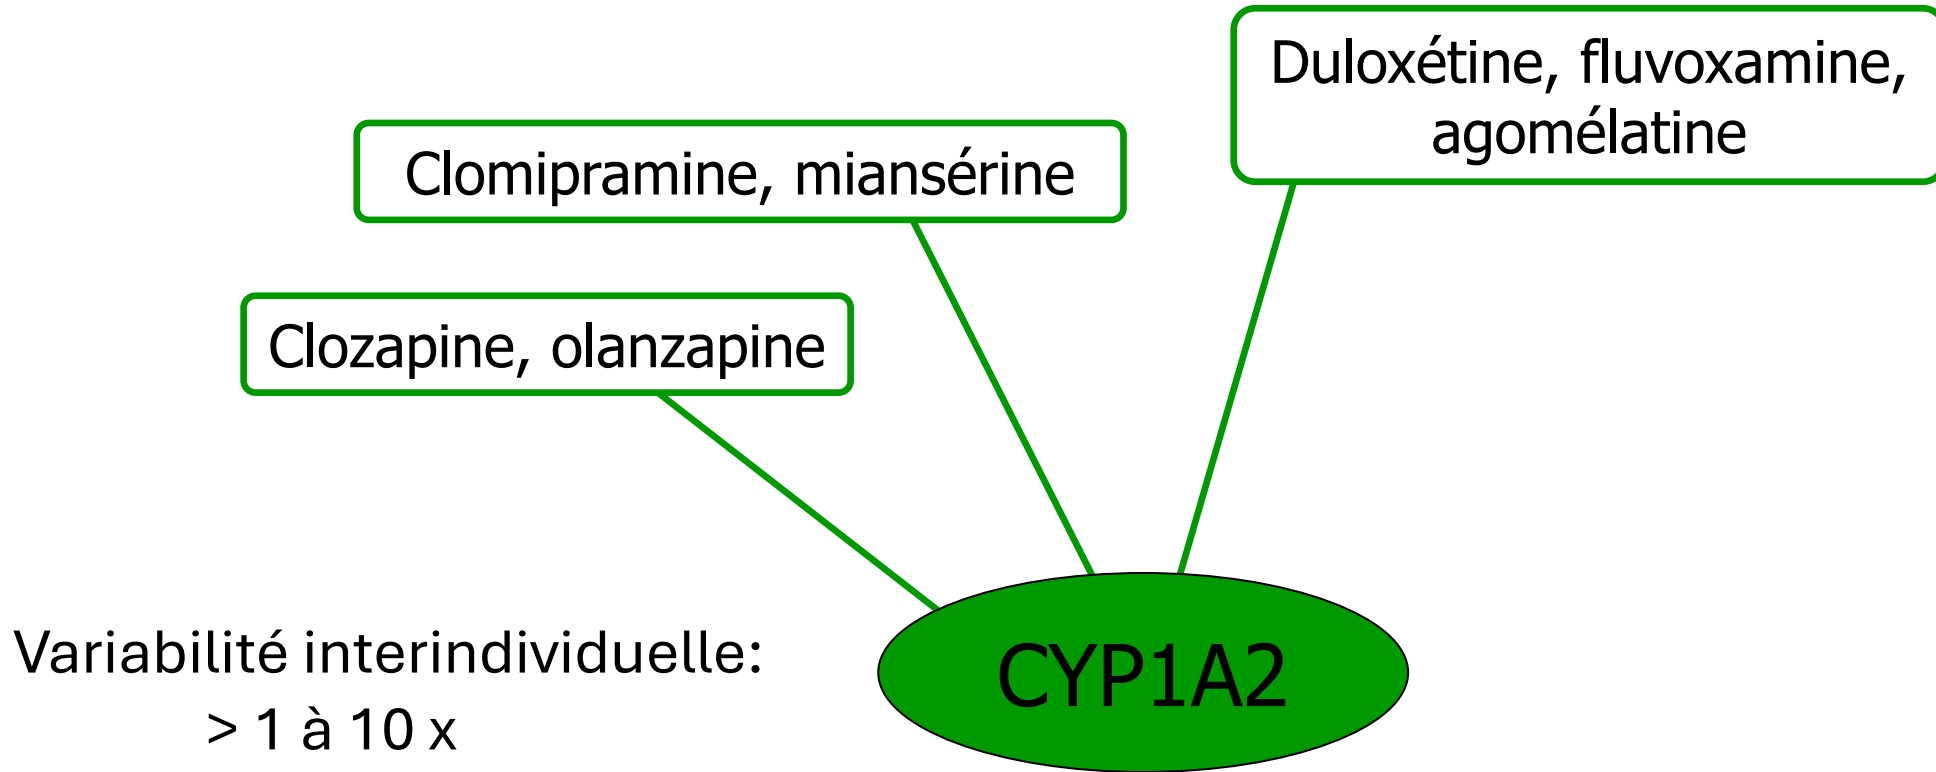 Duloxétine, fluvoxamine,
agomélatine
Clomipramine, miansérine
Clozapine, olanzapine
Variabilité interindividuelle:
> 1 à 10 x
CYP1A2